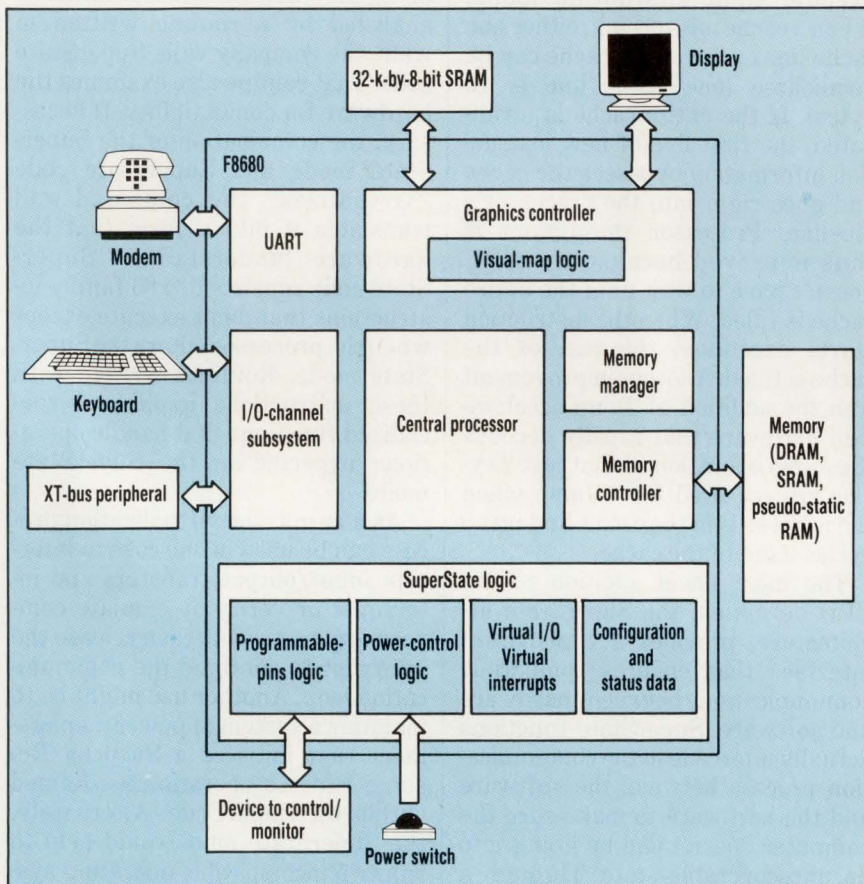 32-k-by-8-bit SRAM
Display
F8680
Modem
UART
Graphics controller
Visual-map logic
Keyboard
I/O-channel
subsystem
Central processor
Memory
manager
Memory
controller
Memory
(DRAM,
SRAM,
pseudo-static
RAM)
XT-bus peripheral
SuperState logic
Programmable-
pins logic
Power-control
logic
Virtual I/O
Virtual
interrupts
Configuration
and
status data
Device to control/
monitor
Power switch